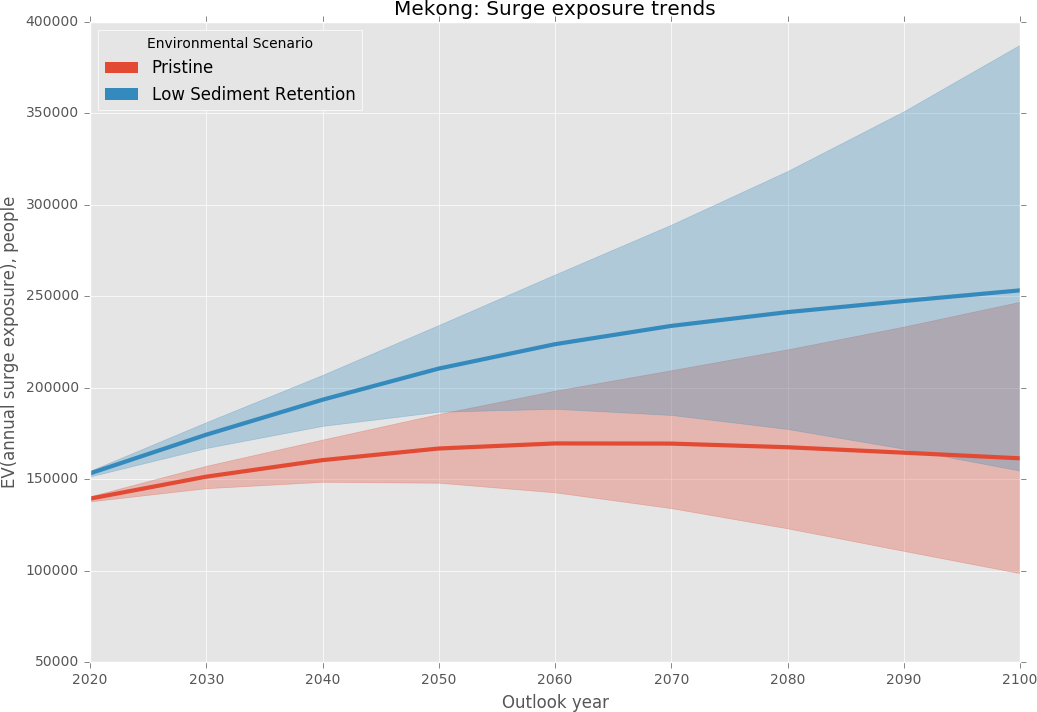 Mekong: Surge exposure trends
400000
350000
300000
250000
200000
150000
100000
50000
EV(annual surge exposure), people
Environmental Scenario
Pristine
Low Sediment Retention
2020 2030 2040 2050 2060 2070 2080 2090 2100
Outlook year